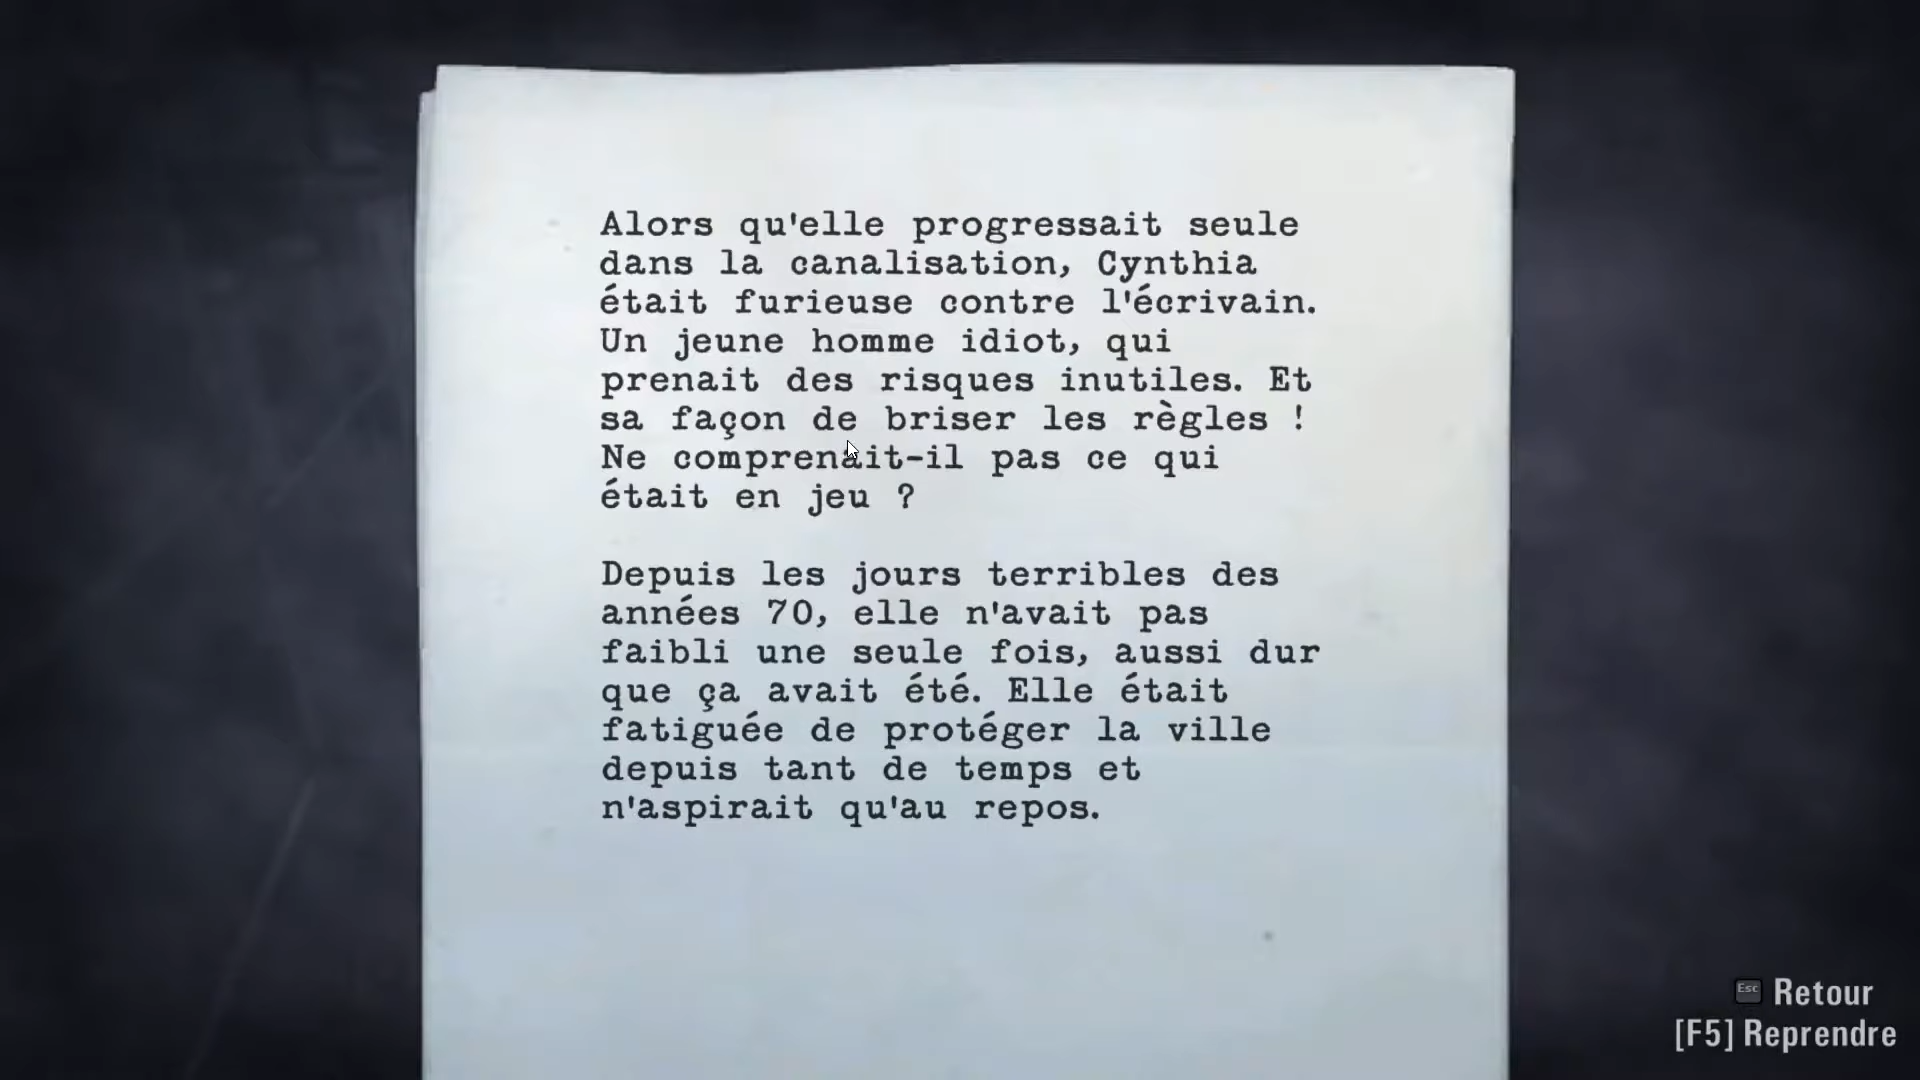 Alors qu'elle progressait seule
dans la canalisation, Cynthia
était furieuse contre l'écrivain.
Un jeune homme idiot, qui
prenait des risques inutiles. Et
sa façon de briser les règles !
Ne comprenait-il pas ce qui
était en jeu ?
Depuis les jours terribles des
années 70, elle n'avait pas
faibli une seule fois, aussi dur
que ça avait été. Elle était
fatiguée de protéger la ville
depuis tant de temps et
n'aspirait qu'au repos.
Esc Retour
[F5] Reprendre